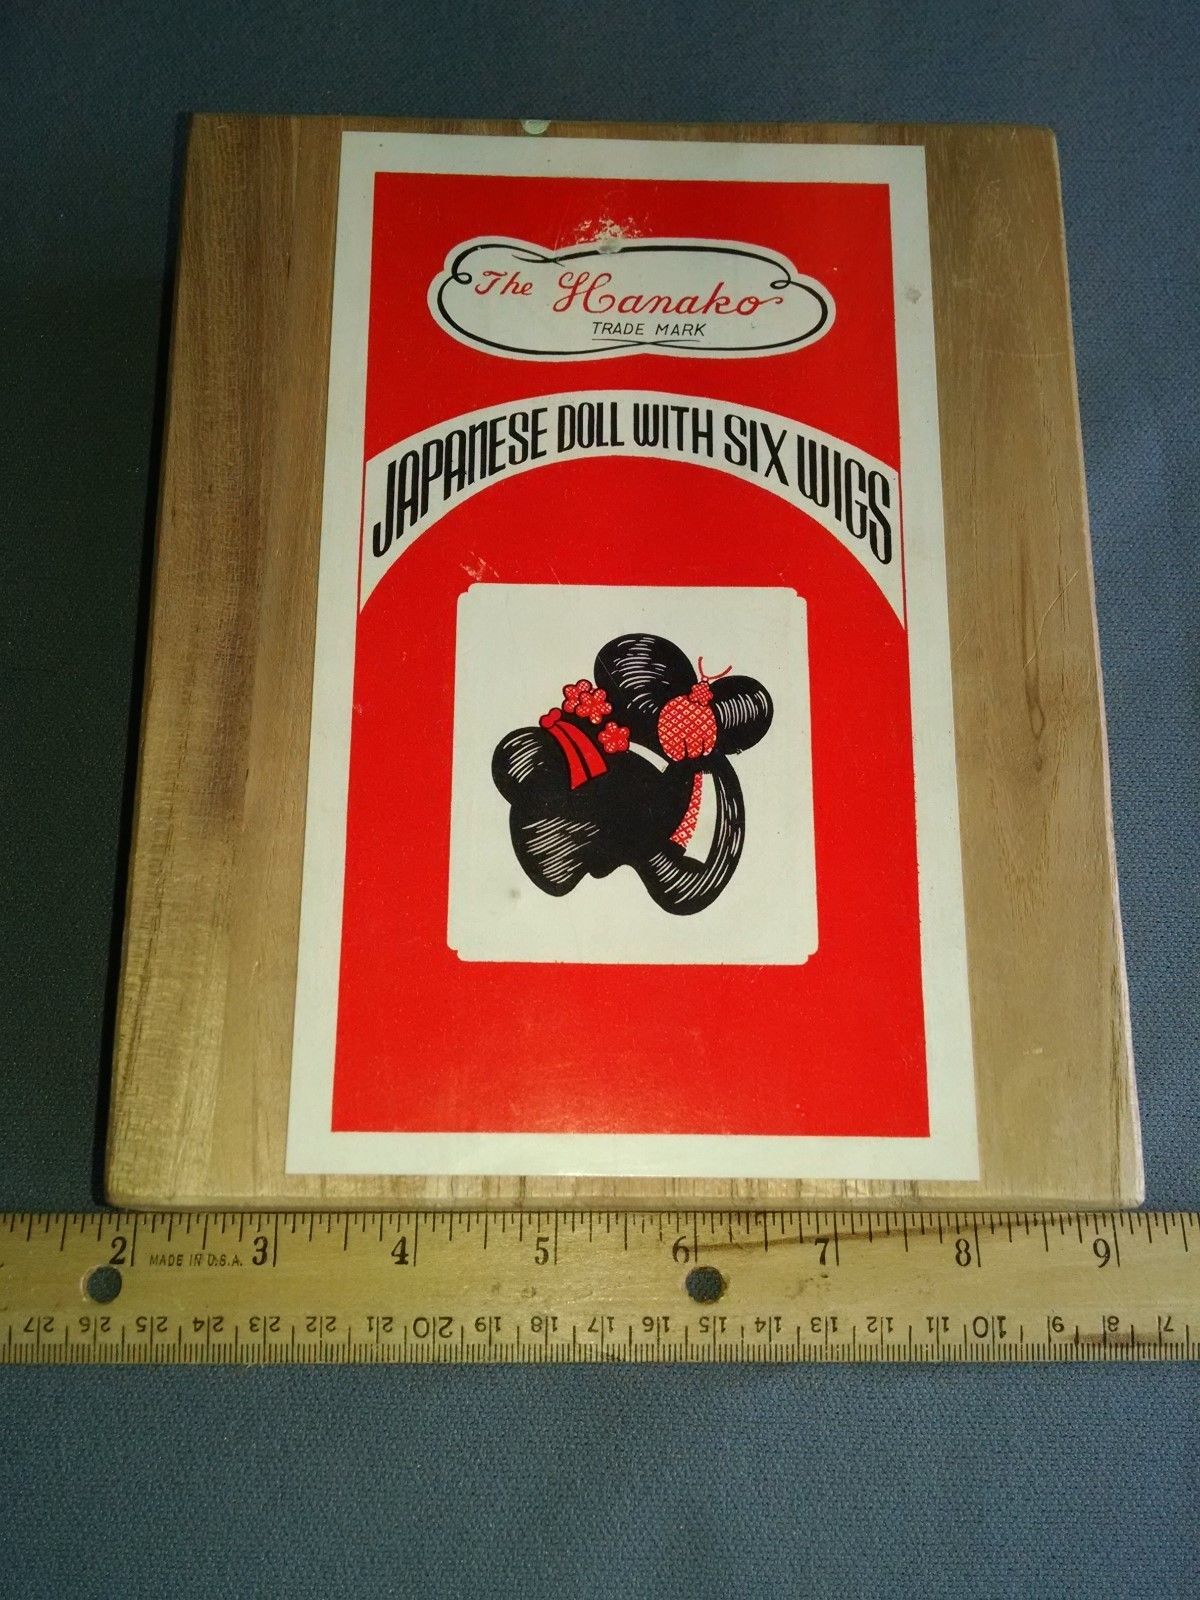 The Hanako
TRADE MARK
JAPANESE DOLL WITH SIX WIGS
2 3 4 5 6 7 8 9
MADE IN U.S.A.
27 26 25 24 23 22 21 20 19 18 17 16 15 14 13 12 11 10 9 8 7